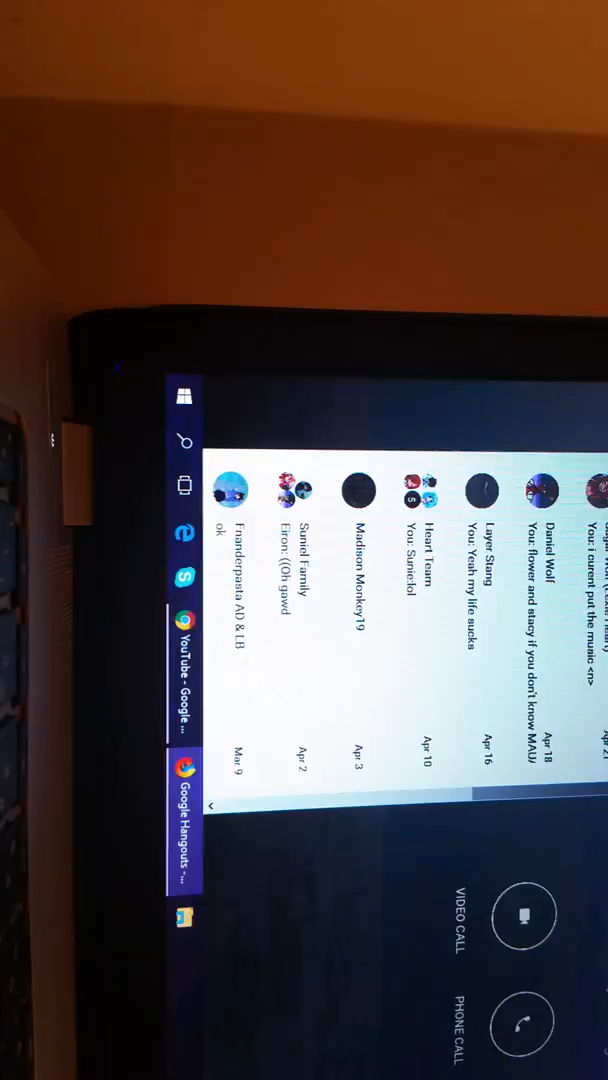 You: i curent put the music <n>
Daniel Wolf
Apr 18
You: flower and stacy if you don't know MAU/
Layer Stang
Apr 16
You: Yeah my life sucks
Heart Team
Apr 10
5
You: Sunie:lol
Madison Monkey19
Apr 3
Suniel Family
Apr 2
Eiron: ((Oh gawd
Fnanderpasta AD & LB
Mar 9
ok
VIDEO CALL
PHONE CALL
YouTube - Google ...
Google Hangouts -...